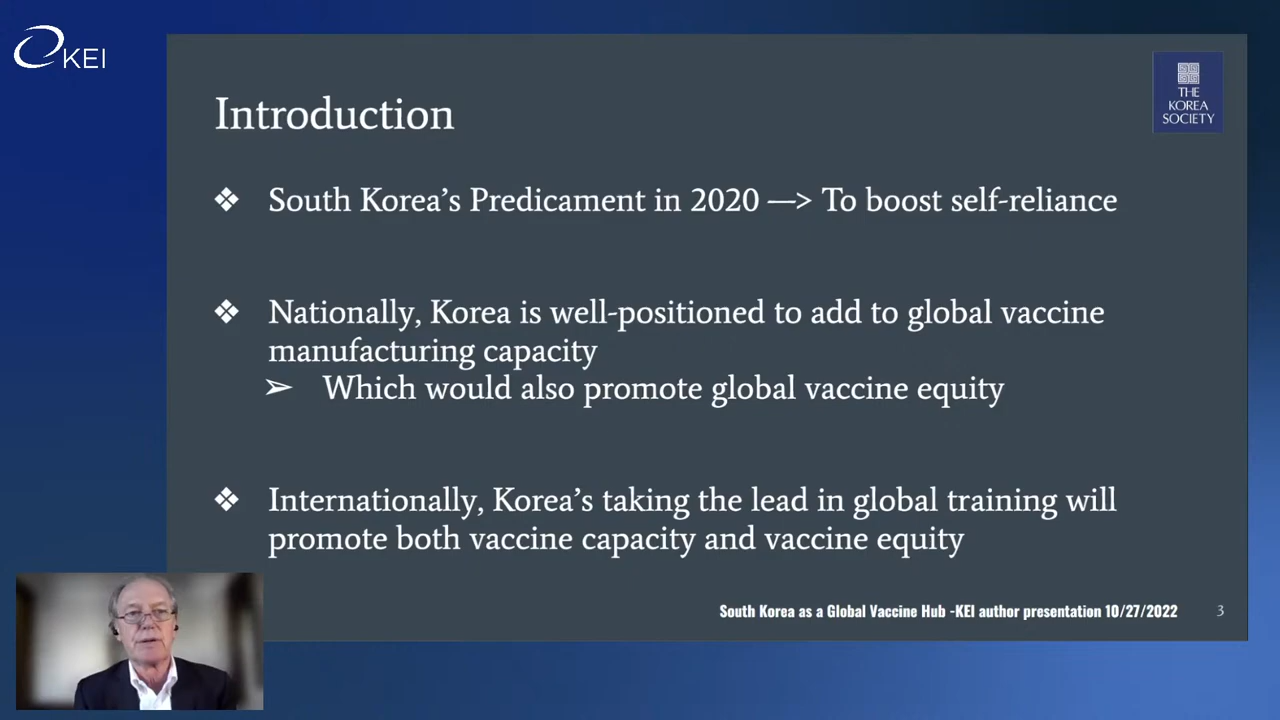 KEI
THE
KOREA
SOCIETY
Introduction
❖ South Korea’s Predicament in 2020 —> To boost self-reliance
❖ Nationally, Korea is well-positioned to add to global vaccine
manufacturing capacity
➢ Which would also promote global vaccine equity
❖ Internationally, Korea’s taking the lead in global training will
promote both vaccine capacity and vaccine equity
South Korea as a Global Vaccine Hub -KEI author presentation 10/27/2022
3